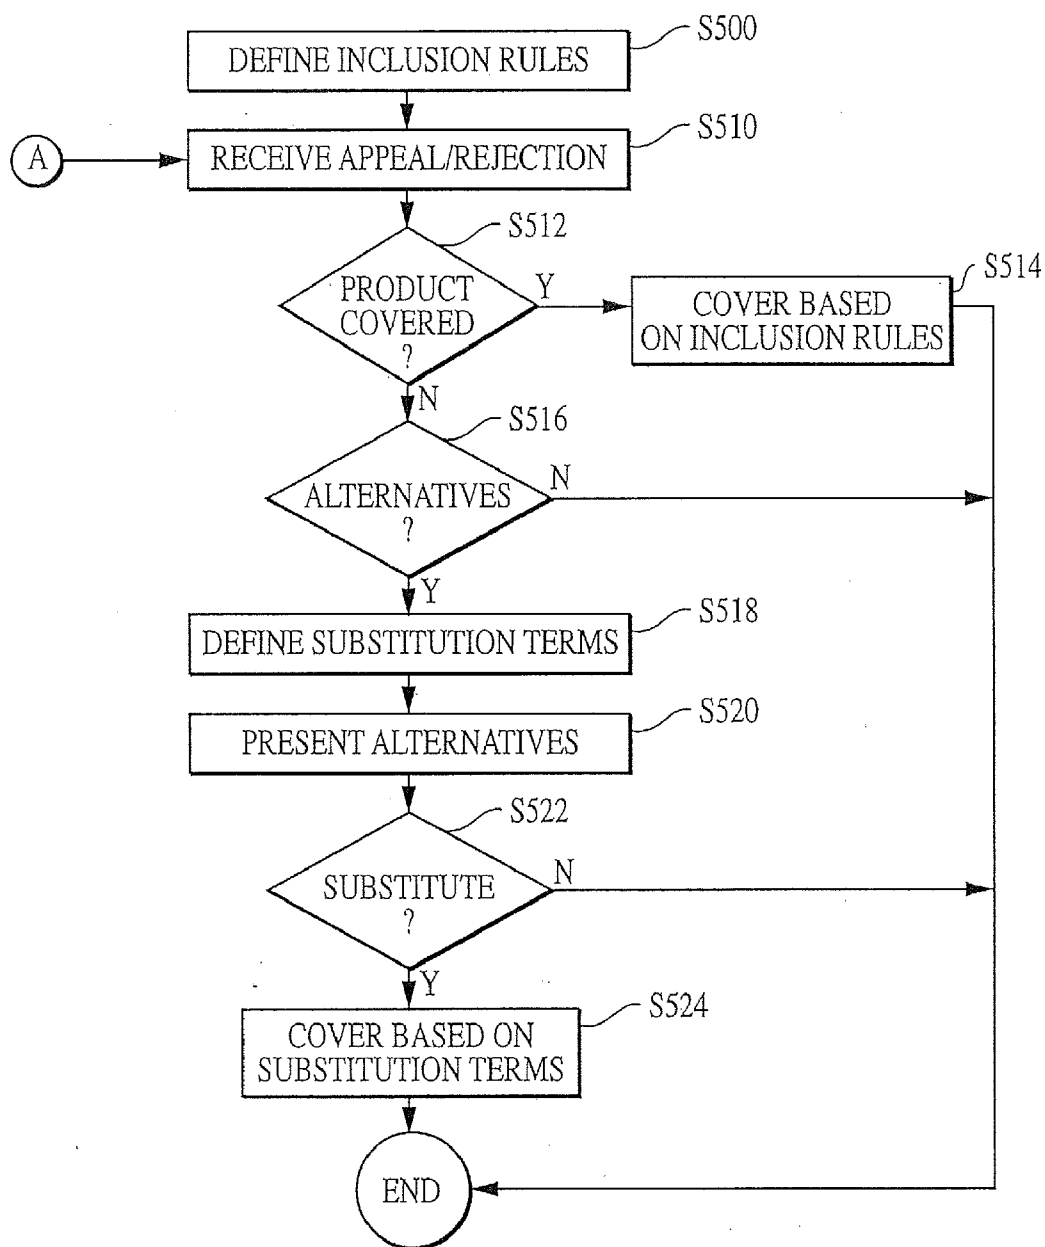 S500
DEFINE INCLUSION RULES
S510
A
RECEIVE APPEAL/REJECTION
S512
PRODUCT
COVERED
?
Y
S514
COVER BASED
ON INCLUSION RULES
N
S516
ALTERNATIVES
?
N
Y
S518
DEFINE SUBSTITUTION TERMS
S520
PRESENT ALTERNATIVES
S522
SUBSTITUTE
?
N
Y
S524
COVER BASED ON
SUBSTITUTION TERMS
END